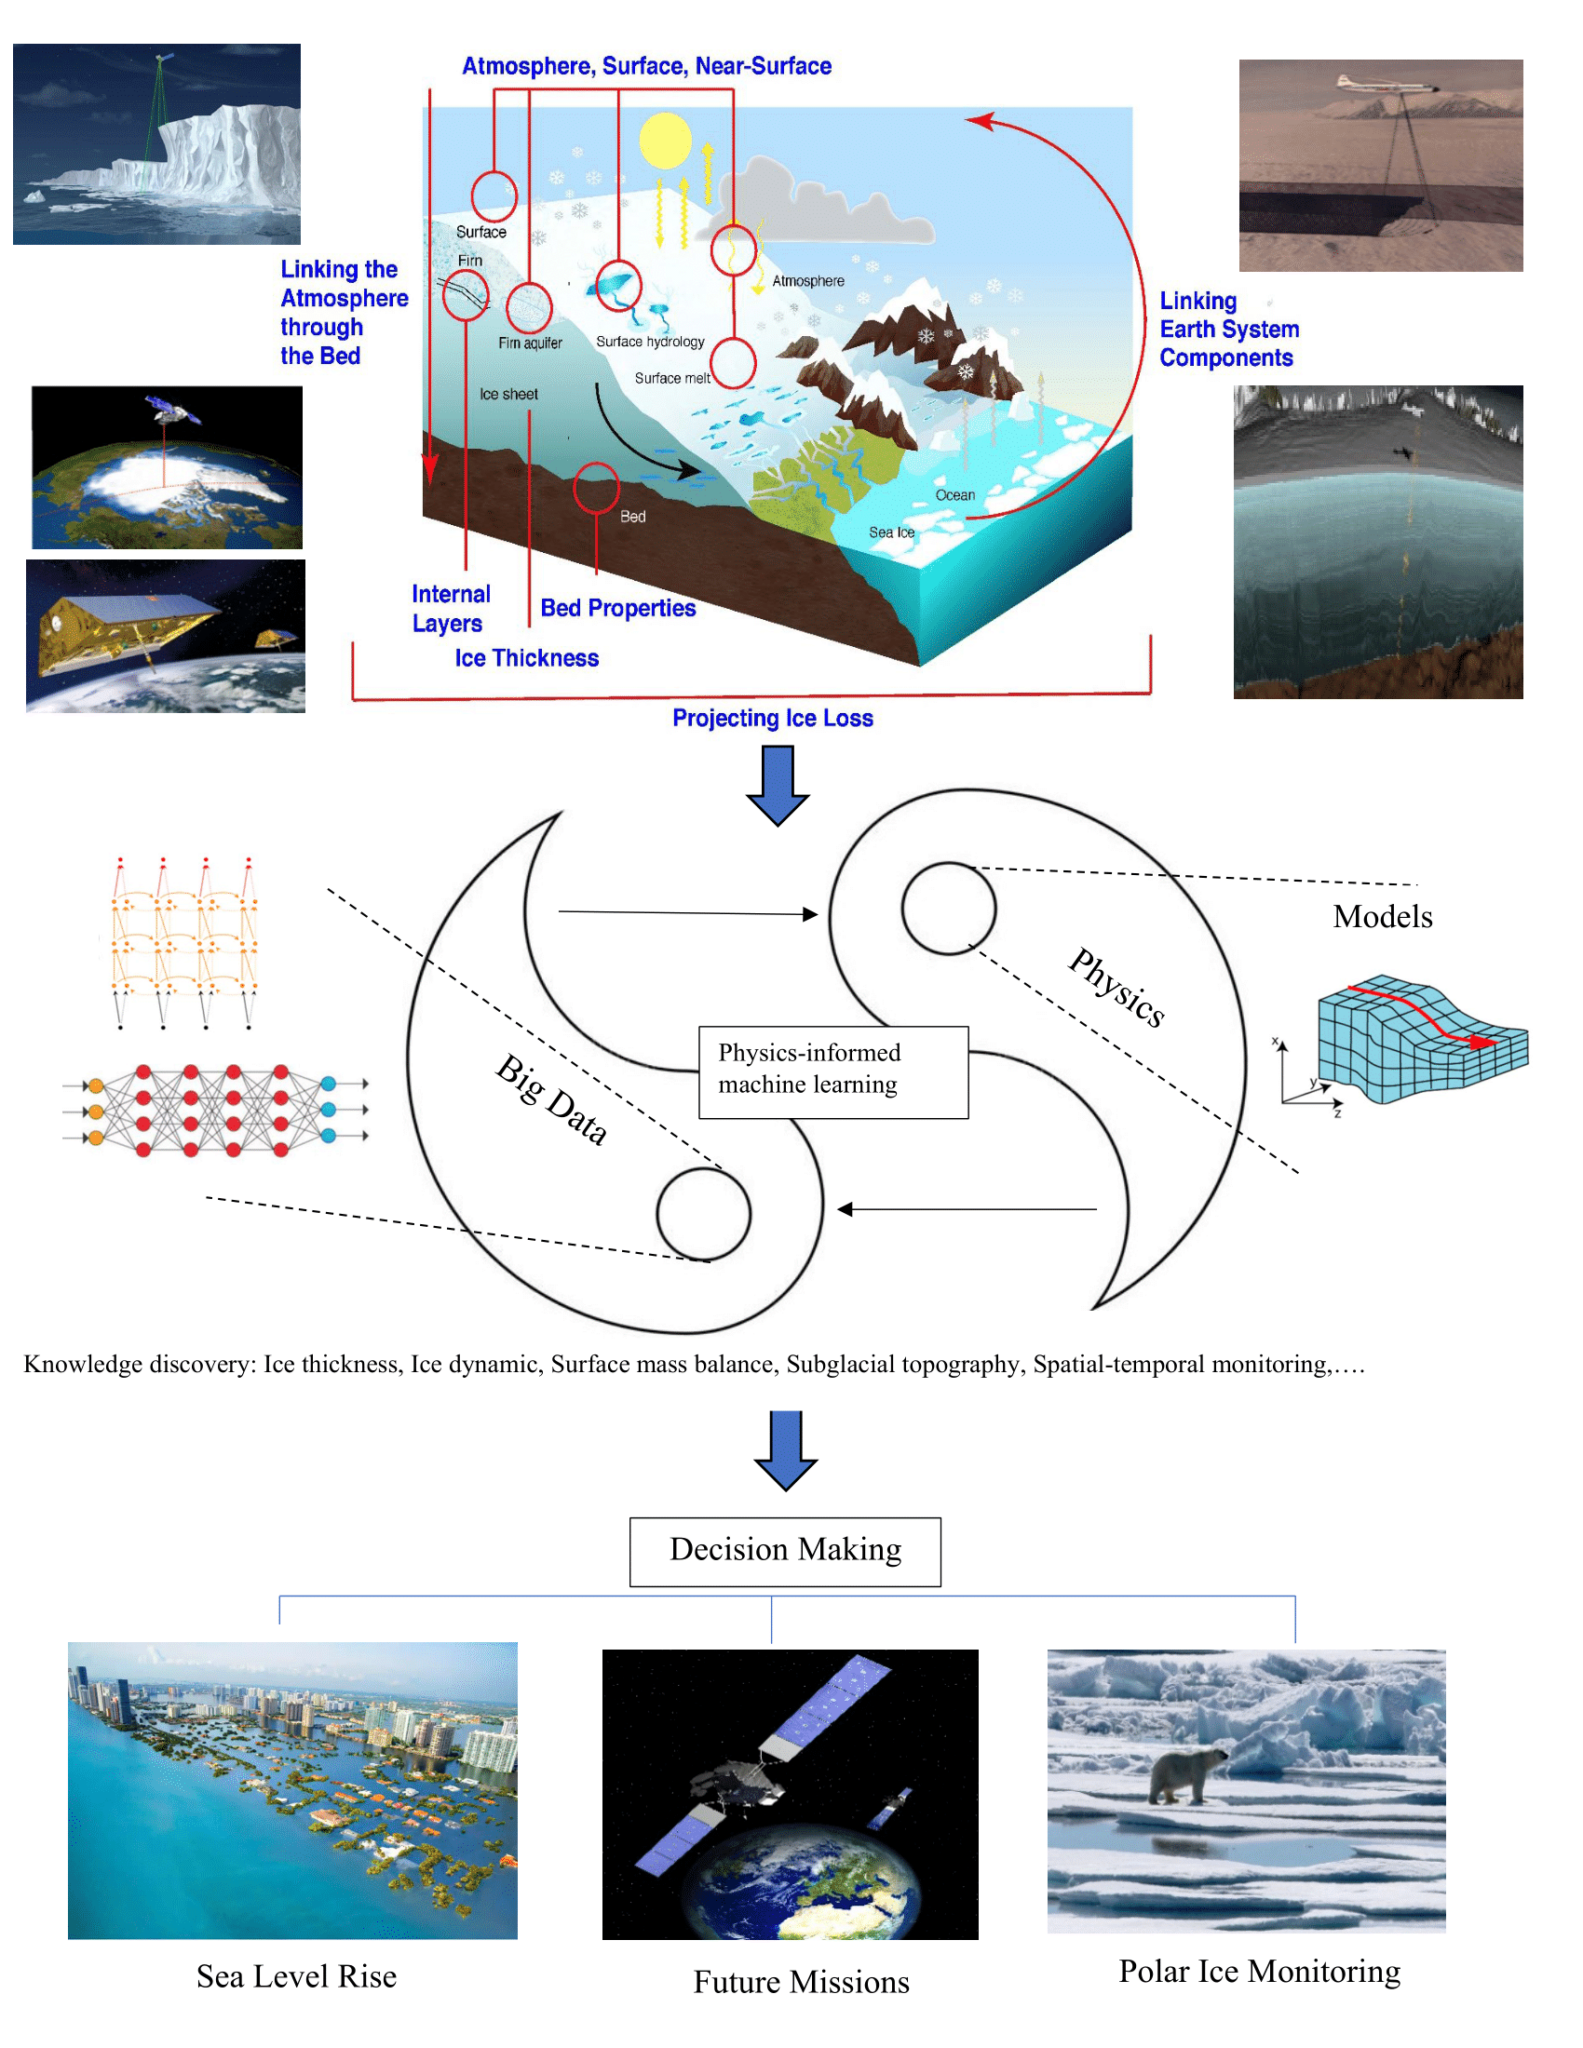 Atmosphere, Surface, Near-Surface
Linking the
Atmosphere
through
the Bed
Surface
Firn
Firn aquifer
Surface hydrology
Surface melt
Atmosphere
Ice sheet
Bed
Ocean
Sea Ice
Linking
Earth System
Components
Internal
Layers
Bed Properties
Ice Thickness
Projecting Ice Loss
Models
Physics
Physics-informed
machine learning
Big Data
x
y
z
Knowledge discovery: Ice thickness, Ice dynamic, Surface mass balance, Subglacial topography, Spatial-temporal monitoring,….
Decision Making
Sea Level Rise
Future Missions
Polar Ice Monitoring